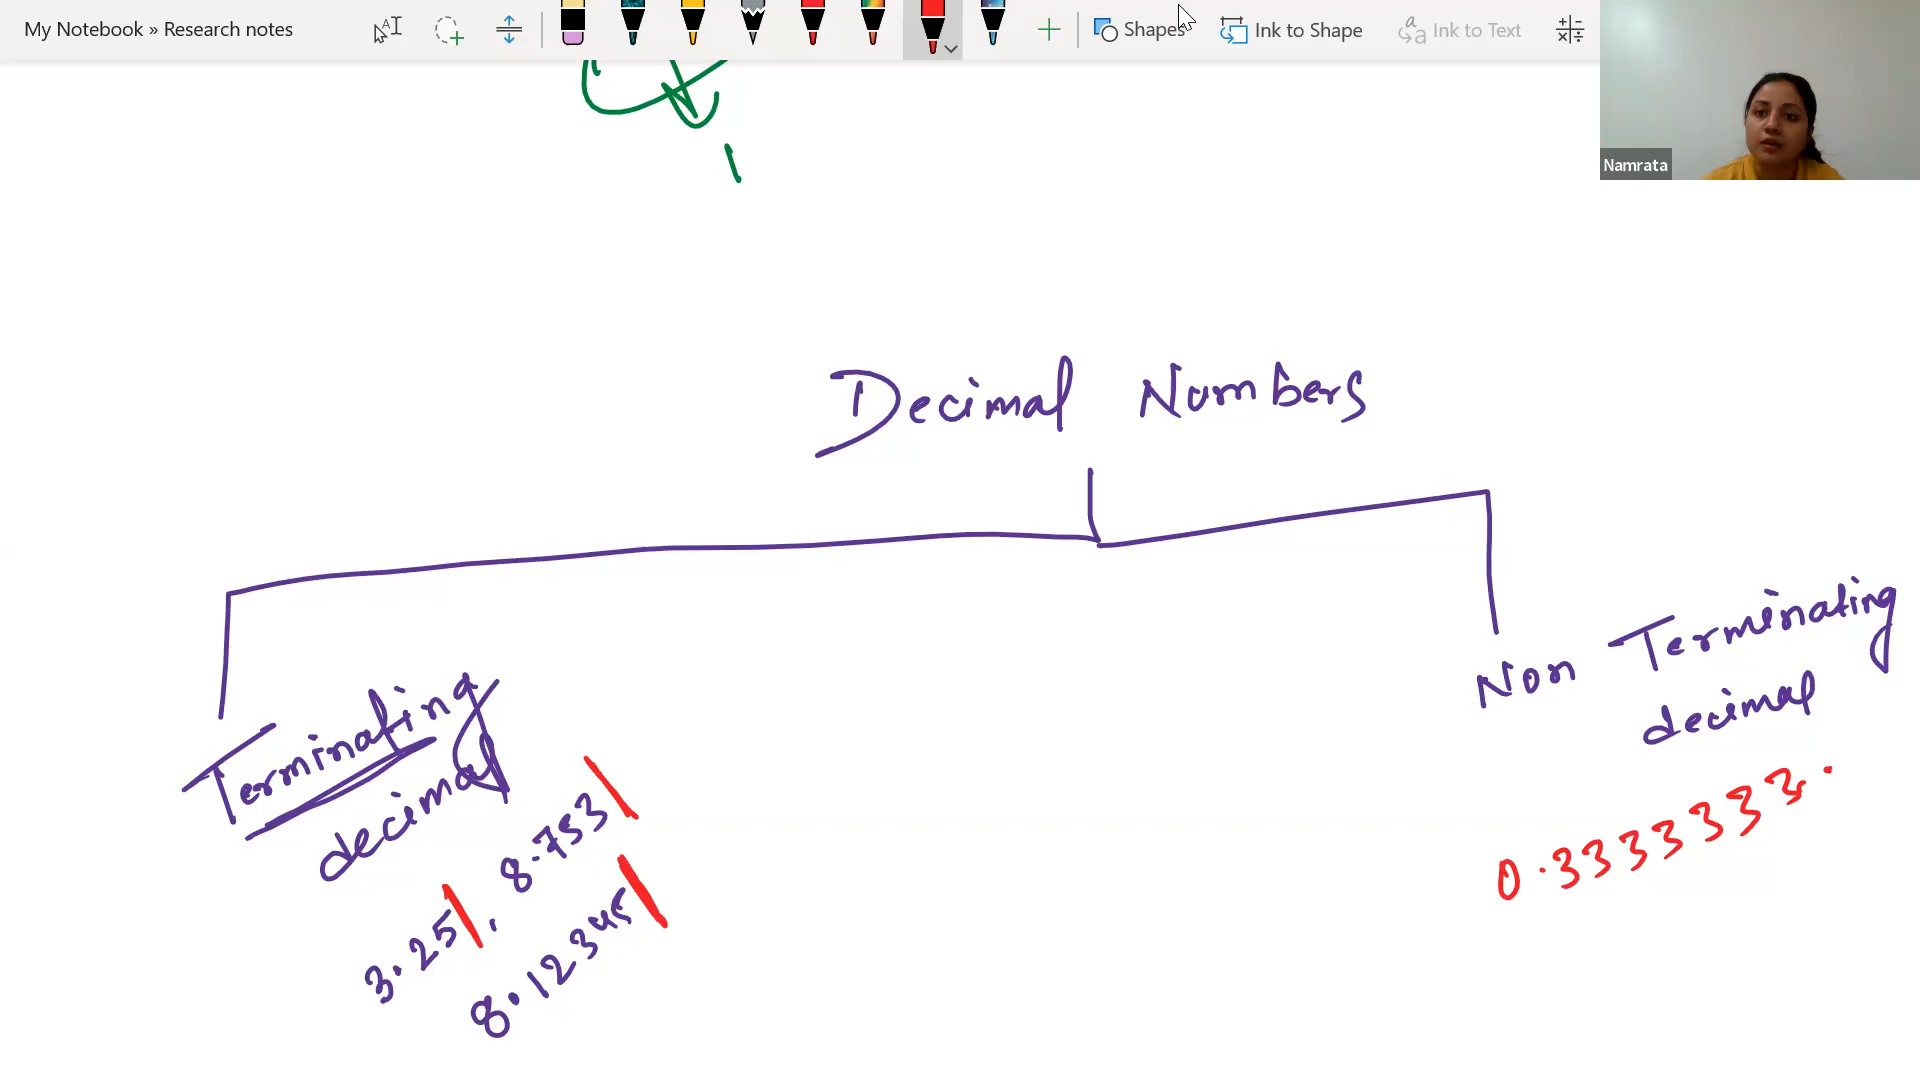 My Notebook » Research notes
Shapes
Ink to Shape
Ink to Text
Namrata
Decimal Numbers
Terminating
decimal
3.25, 8.753
8.12345
Non Terminating
decimal
0.3333333..